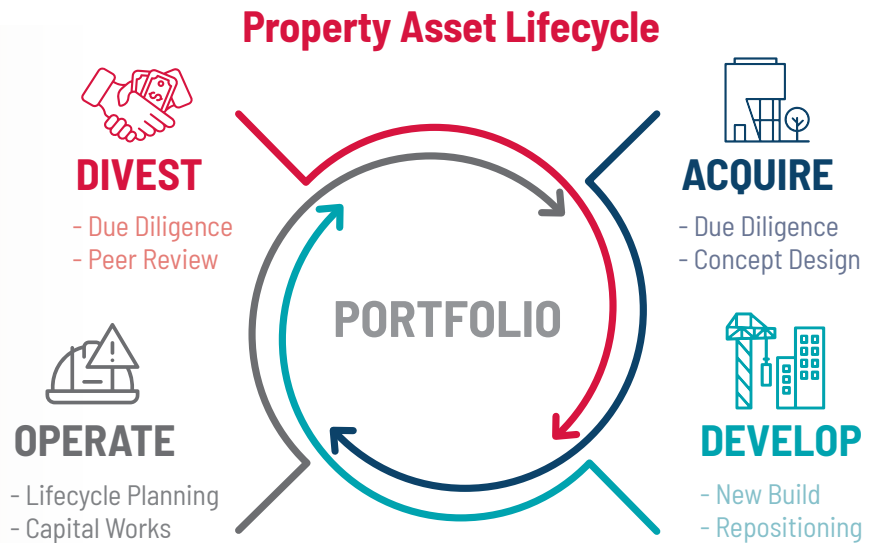 Property Asset Lifecycle
DIVEST
- Due Diligence
- Peer Review
ACQUIRE
- Due Diligence
- Concept Design
PORTFOLIO
OPERATE
- Lifecycle Planning
- Capital Works
DEVELOP
- New Build
- Repositioning